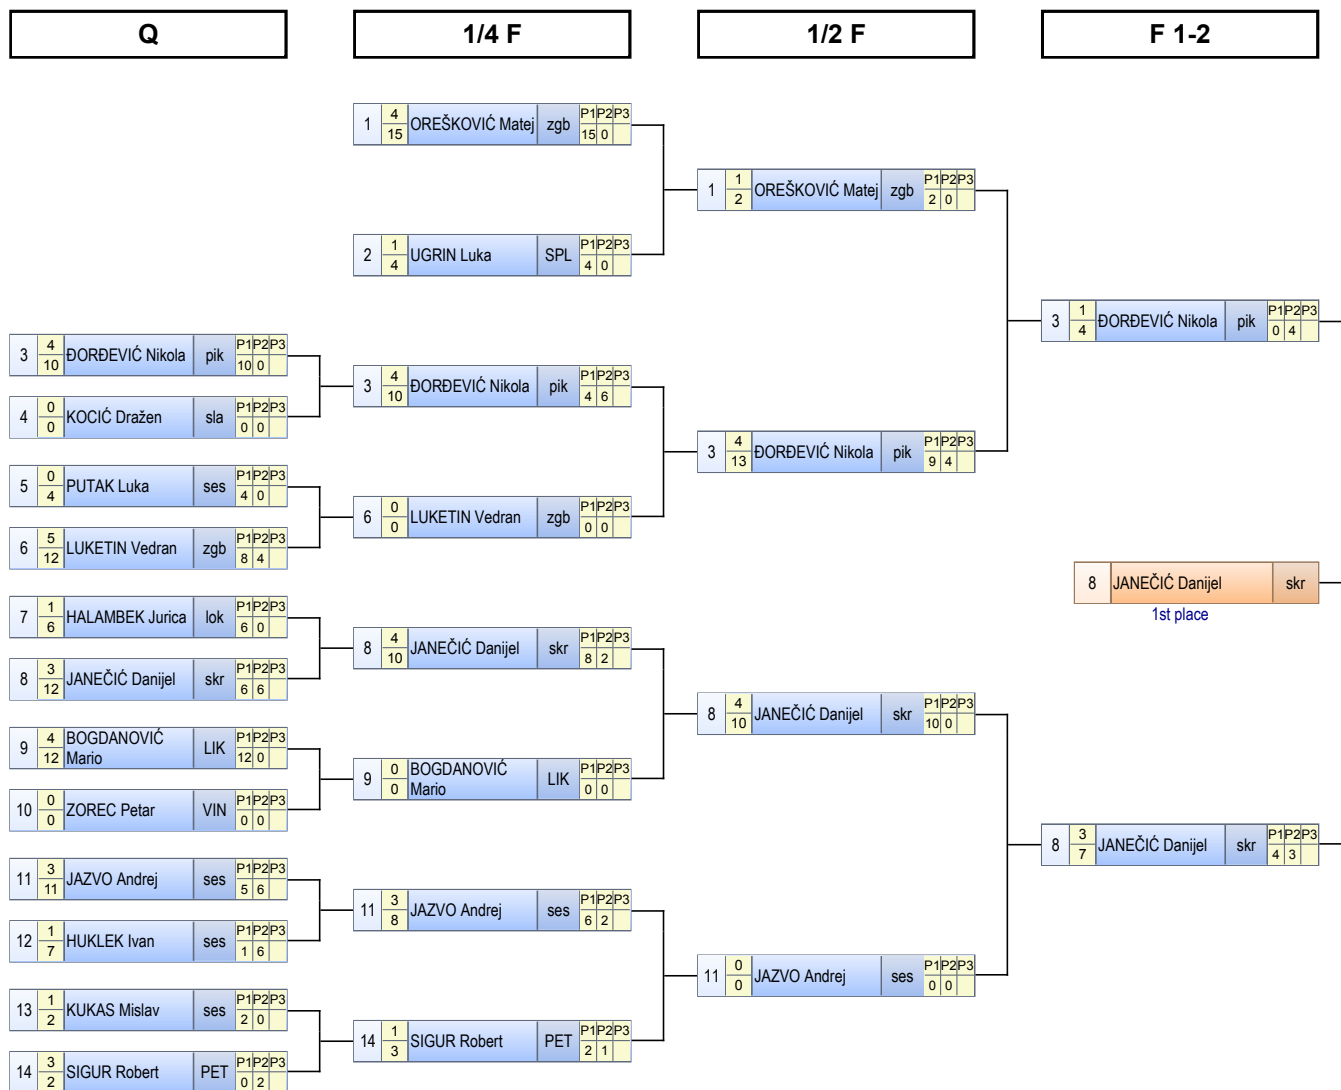 Q
1/4 F
1/2 F
F 1-2
1 4 15 OREŠKOVIĆ Matej zgb P1 P2 P3 15 0
2 1 4 UGRIN Luka SPL P1 P2 P3 4 0
3 4 10 ĐORĐEVIĆ Nikola pik P1 P2 P3 10 0
4 0 0 KOCIĆ Dražen sla P1 P2 P3 0 0
5 0 4 PUTAK Luka ses P1 P2 P3 4 0
6 5 12 LUKETIN Vedran zgb P1 P2 P3 8 4
7 1 6 HALAMBEK Jurica lok P1 P2 P3 6 0
8 3 12 JANEČIĆ Danijel skr P1 P2 P3 6 6
9 4 12 BOGDANOVIĆ
Mario LIK P1 P2 P3 12 0
10 0 0 ZOREC Petar VIN P1 P2 P3 0 0
11 3 11 JAZVO Andrej ses P1 P2 P3 5 6
12 1 7 HUKLEK Ivan ses P1 P2 P3 1 6
13 1 2 KUKAS Mislav ses P1 P2 P3 2 0
14 3 2 SIGUR Robert PET P1 P2 P3 0 2
3 4 10 ĐORĐEVIĆ Nikola pik P1 P2 P3 4 6
6 0 0 LUKETIN Vedran zgb P1 P2 P3 0 0
8 4 10 JANEČIĆ Danijel skr P1 P2 P3 8 2
9 0 0 BOGDANOVIĆ
Mario LIK P1 P2 P3 0 0
11 3 8 JAZVO Andrej ses P1 P2 P3 6 2
14 1 3 SIGUR Robert PET P1 P2 P3 2 1
1 1 2 OREŠKOVIĆ Matej zgb P1 P2 P3 2 0
3 4 13 ĐORĐEVIĆ Nikola pik P1 P2 P3 9 4
8 4 10 JANEČIĆ Danijel skr P1 P2 P3 10 0
11 0 0 JAZVO Andrej ses P1 P2 P3 0 0
3 1 4 ĐORĐEVIĆ Nikola pik P1 P2 P3 0 4
8 JANEČIĆ Danijel skr
1st place
8 3 7 JANEČIĆ Danijel skr P1 P2 P3 4 3